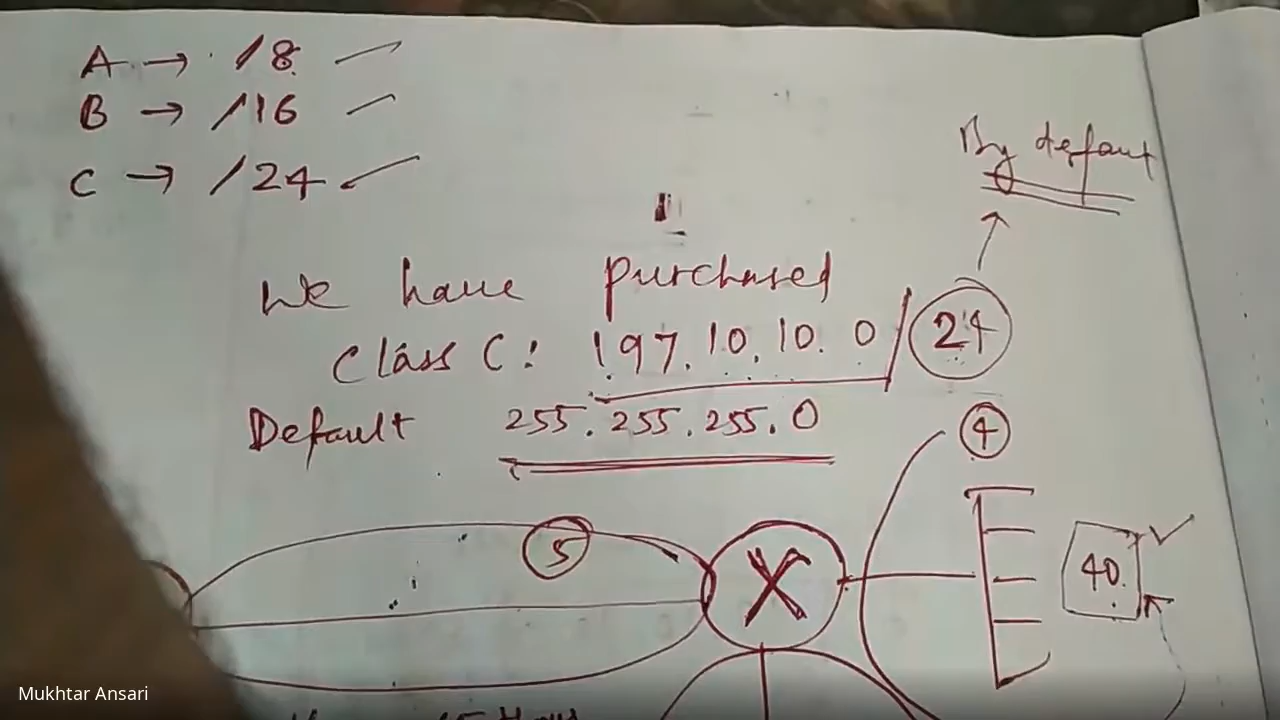 A → /8
B → /16
C → /24
By defaut
We have purchased
Class C: 197.10.10.0/24
Default 255.255.255.0
4
5
X
40.
Mukhtar Ansari